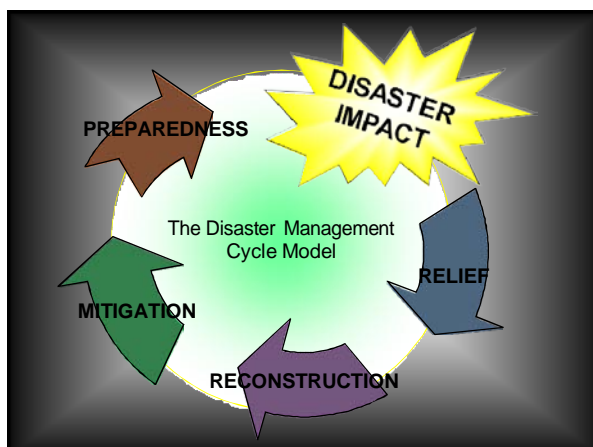 DISASTER
IMPACT
PREPAREDNESS
The Disaster Management
Cycle Model
RELIEF
MITIGATION
RECONSTRUCTION